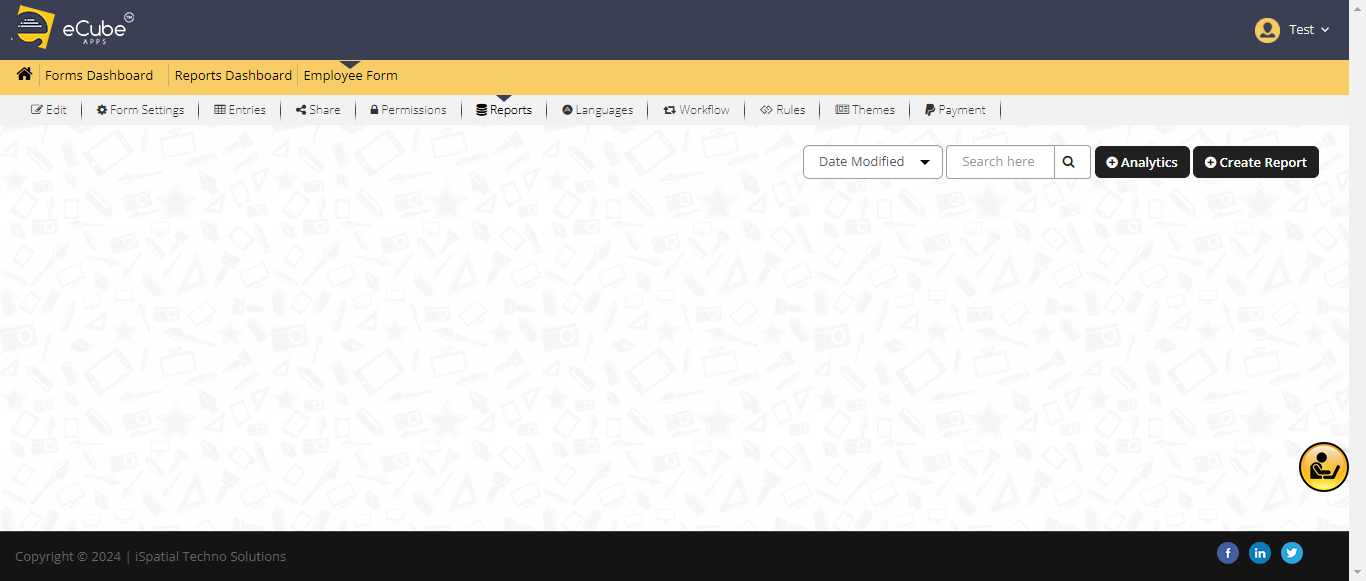 eCube TM
APPS
Test
Forms Dashboard Reports Dashboard Employee Form
Edit Form Settings Entries Share Permissions Reports Languages Workflow Rules Themes Payment
Date Modified Search here Analytics Create Report
Copyright © 2024 | iSpatial Techno Solutions